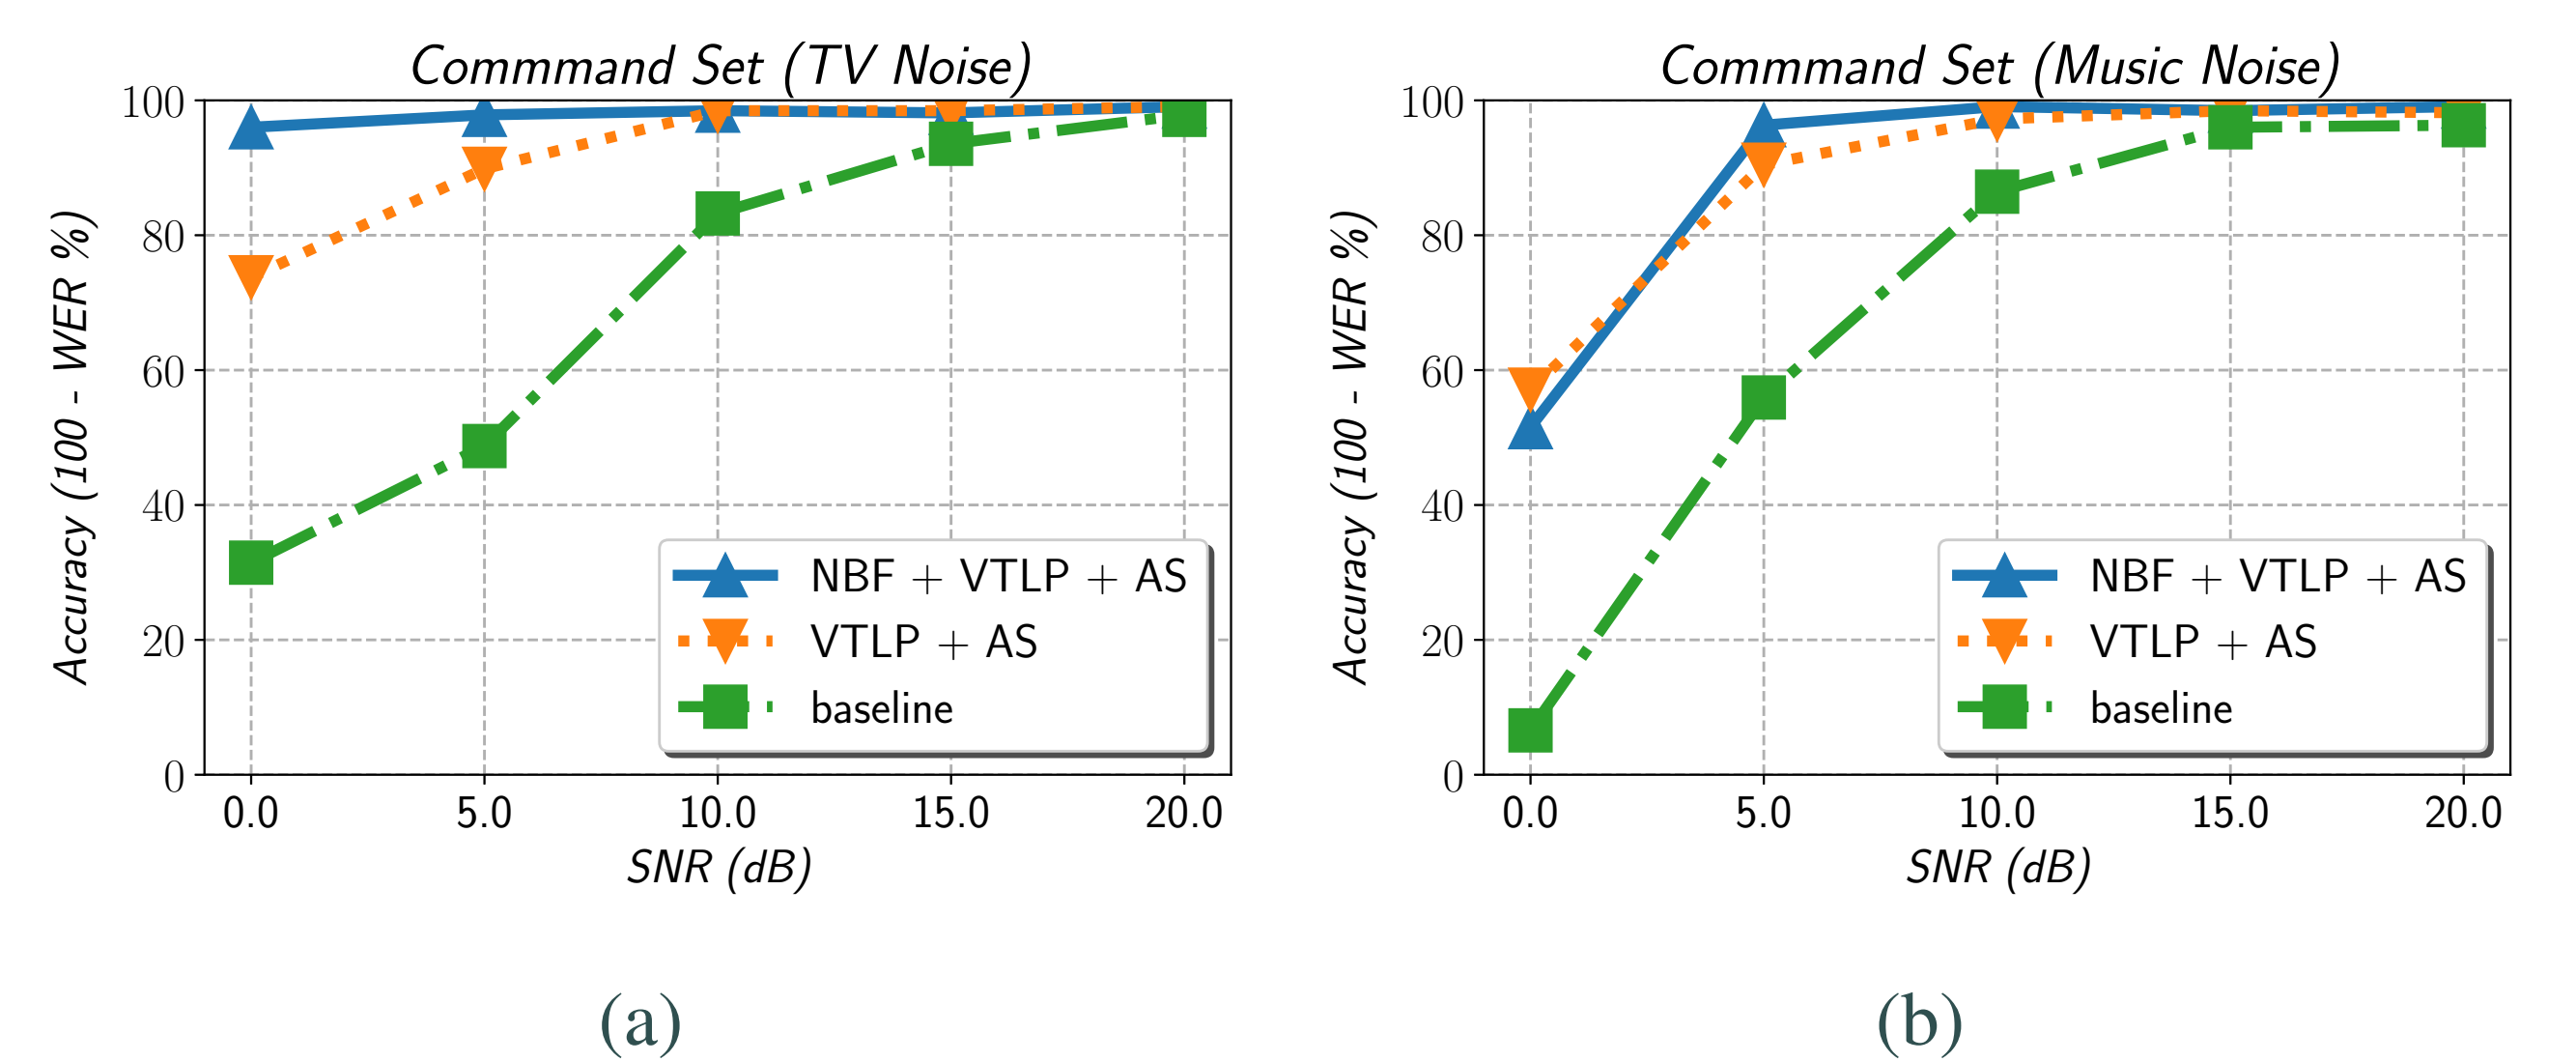 Commmand Set (TV Noise)
Accuracy (100 - WER %)
100
80
60
40
20
0
NBF + VTLP + AS
VTLP + AS
baseline
0.0 5.0 10.0 15.0 20.0
SNR (dB)
(a)
Commmand Set (Music Noise)
Accuracy (100 - WER %)
100
80
60
40
20
0
NBF + VTLP + AS
VTLP + AS
baseline
0.0 5.0 10.0 15.0 20.0
SNR (dB)
(b)